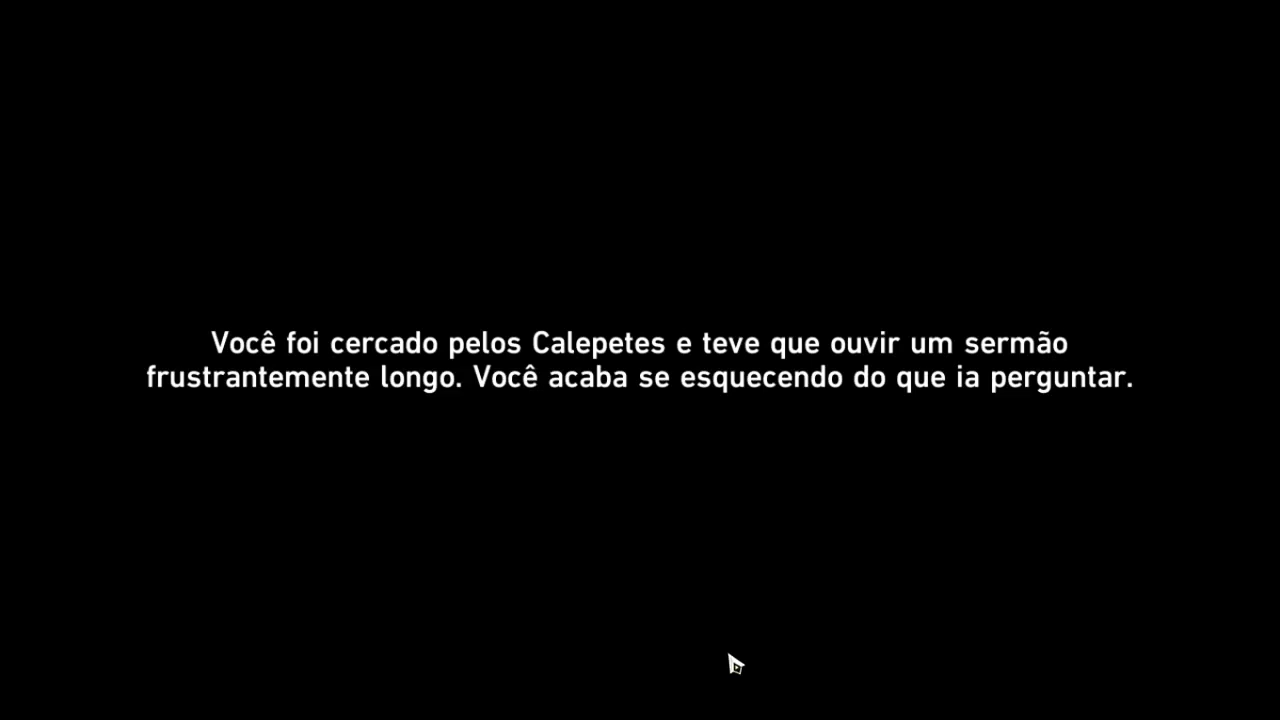 Você foi cercado pelos Calepetes e teve que ouvir um sermão
frustrantemente longo. Você acaba se esquecendo do que ia perguntar.